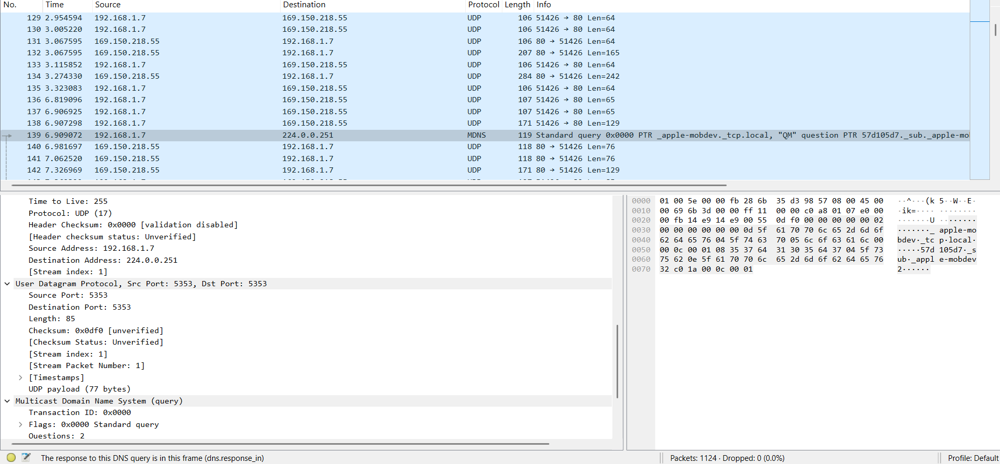 No. Time Source Destination Protocol Length Info
129 2.954594 192.168.1.7 169.150.218.55 UDP 106 51426 → 80 Len=64
130 3.005220 192.168.1.7 169.150.218.55 UDP 106 51426 → 80 Len=64
131 3.067595 169.150.218.55 192.168.1.7 UDP 106 80 → 51426 Len=64
132 3.067595 169.150.218.55 192.168.1.7 UDP 207 80 → 51426 Len=165
133 3.115852 192.168.1.7 169.150.218.55 UDP 106 51426 → 80 Len=64
134 3.274330 169.150.218.55 192.168.1.7 UDP 284 80 → 51426 Len=242
135 3.323083 192.168.1.7 169.150.218.55 UDP 106 51426 → 80 Len=64
136 6.819096 192.168.1.7 169.150.218.55 UDP 107 51426 → 80 Len=65
137 6.906925 192.168.1.7 169.150.218.55 UDP 107 51426 → 80 Len=65
138 6.907298 192.168.1.7 169.150.218.55 UDP 171 51426 → 80 Len=129
139 6.909072 192.168.1.7 224.0.0.251 MDNS 119 Standard query 0x0000 PTR _apple-mobdev._tcp.local, "QM" question PTR 57d105d7._sub._apple-mo
140 6.981697 169.150.218.55 192.168.1.7 UDP 118 80 → 51426 Len=76
141 7.062520 169.150.218.55 192.168.1.7 UDP 118 80 → 51426 Len=76
142 7.326969 169.150.218.55 192.168.1.7 UDP 171 80 → 51426 Len=129
Time to Live: 255
Protocol: UDP (17)
Header Checksum: 0x0000 [validation disabled]
[Header checksum status: Unverified]
Source Address: 192.168.1.7
Destination Address: 224.0.0.251
[Stream index: 1]
User Datagram Protocol, Src Port: 5353, Dst Port: 5353
Source Port: 5353
Destination Port: 5353
Length: 85
Checksum: 0x0df0 [unverified]
[Checksum Status: Unverified]
[Stream index: 1]
[Stream Packet Number: 1]
[Timestamps]
UDP payload (77 bytes)
Multicast Domain Name System (query)
Transaction ID: 0x0000
Flags: 0x0000 Standard query
Questions: 2
0000 01 00 5e 00 00 fb 28 6b 35 d3 98 57 08 00 45 00 ··^···(k 5··W··E·
0010 00 69 6b 3d 00 00 ff 11 00 00 c0 a8 01 07 e0 00 ·ik=···· ········
0020 00 fb 14 e9 14 e9 00 55 0d f0 00 00 00 00 00 02 ·······U ········
0030 00 00 00 00 00 00 0d 5f 61 70 70 6c 65 2d 6d 6f ·······_ apple-mo
0040 62 64 65 76 04 5f 74 63 70 05 6c 6f 63 61 6c 00 bdev·_tc p·local·
0050 00 0c 00 01 08 35 37 64 31 30 35 64 37 04 5f 73 ·····57d 105d7·_s
0060 75 62 0e 5f 61 70 70 6c 65 2d 6d 6f 62 64 65 76 ub·_appl e-mobdev
0070 32 c0 1a 00 0c 00 01 2······
The response to this DNS query is in this frame (dns.response_in)
Packets: 1124 · Dropped: 0 (0.0%)
Profile: Default